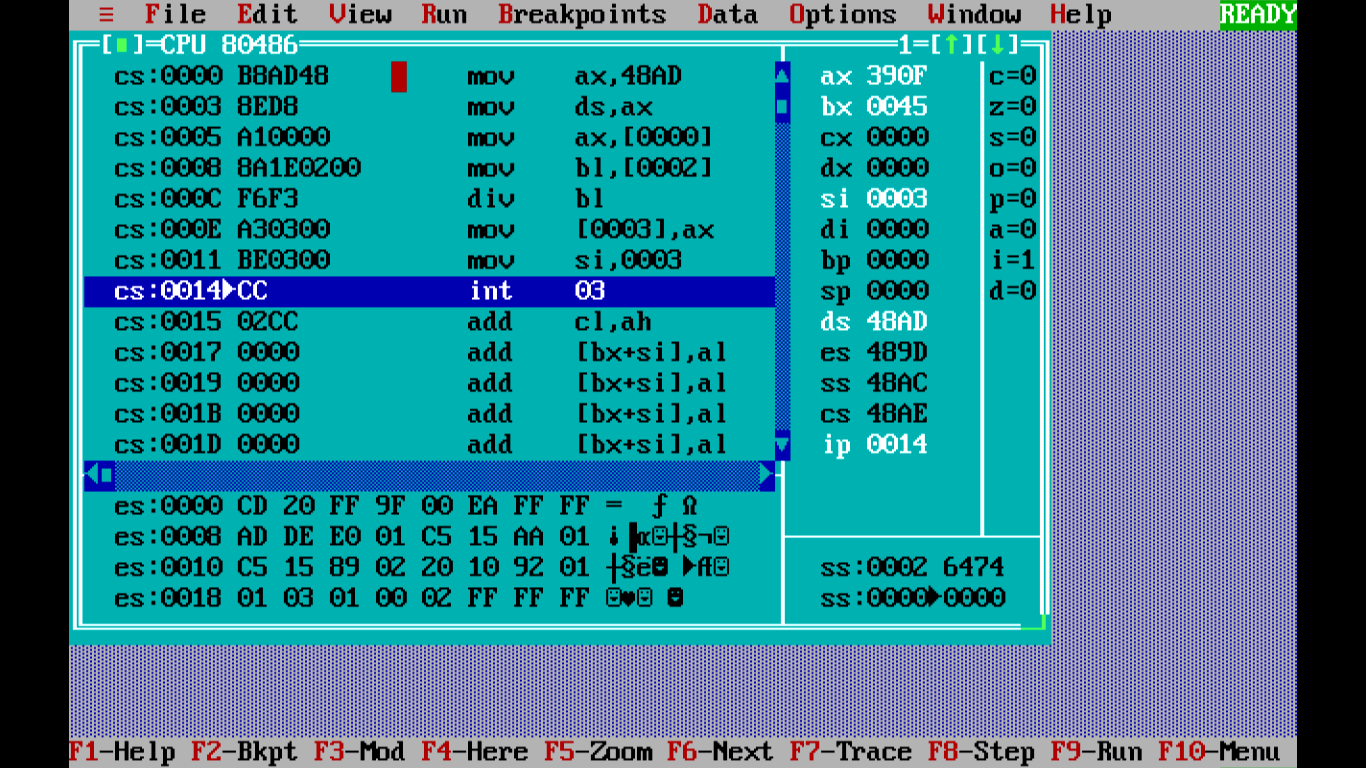 ≡ File Edit View Run Breakpoints Data Options Window Help READY
[■]=CPU 80486 1=[↑][↓]
cs:0000 B8AD48 mov ax,48AD ax 390F c=0
cs:0003 8ED8 mov ds,ax bx 0045 z=0
cs:0005 A10000 mov ax,[0000] cx 0000 s=0
cs:0008 8A1E0200 mov bl,[0002] dx 0000 o=0
cs:000C F6F3 div bl si 0003 p=0
cs:000E A30300 mov [0003],ax di 0000 a=0
cs:0011 BE0300 mov si,0003 bp 0000 i=1
cs:0014►CC int 03 sp 0000 d=0
cs:0015 02CC add cl,ah ds 48AD
cs:0017 0000 add [bx+si],al es 489D
cs:0019 0000 add [bx+si],al ss 48AC
cs:001B 0000 add [bx+si],al cs 48AE
cs:001D 0000 add [bx+si],al ip 0014
es:0000 CD 20 FF 9F 00 EA FF FF = ƒ Ω
es:0008 AD DE E0 01 C5 15 AA 01 ¡▐α☺┼§¬☺
es:0010 C5 15 89 02 20 10 92 01 ┼§ë☻ ►Æ☺ ss:0002 6474
es:0018 01 03 01 00 02 FF FF FF ☺♥☺ ☻ ss:0000►0000
F1-Help F2-Bkpt F3-Mod F4-Here F5-Zoom F6-Next F7-Trace F8-Step F9-Run F10-Menu